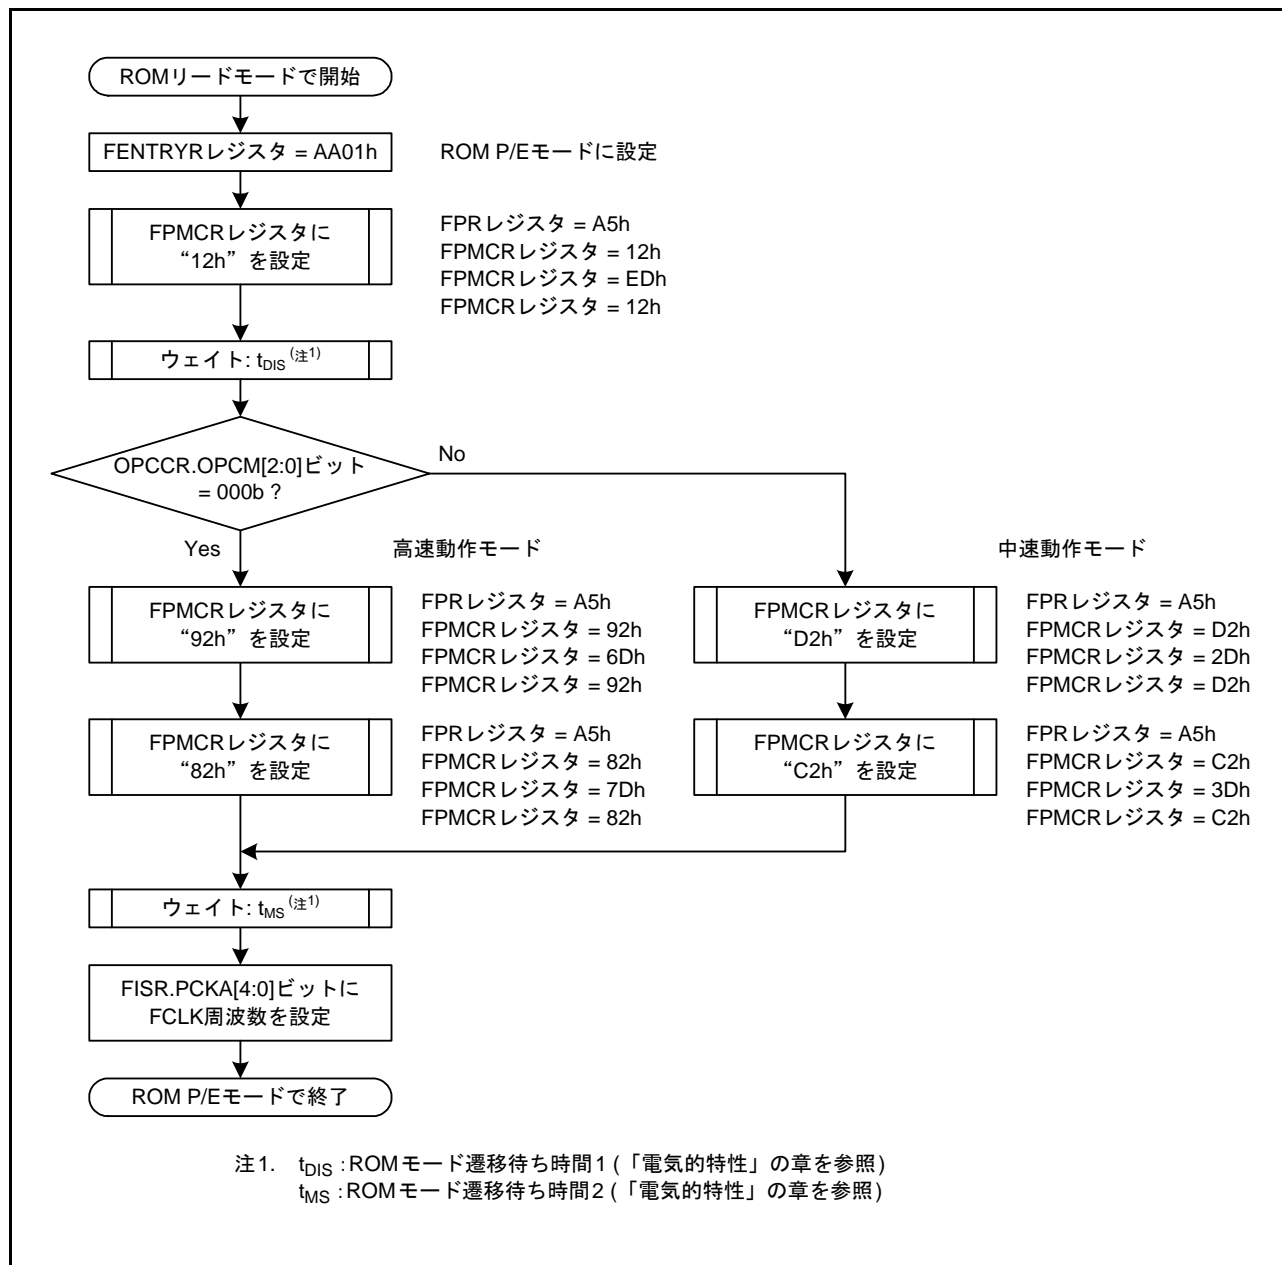 ROMリードモードで開始
FENTRYRレジスタ = AA01h
ROM P/Eモードに設定
FPMCRレジスタに
“12h”を設定
FPRレジスタ = A5h
FPMCRレジスタ = 12h
FPMCRレジスタ = EDh
FPMCRレジスタ = 12h
ウェイト: tDIS (注1)
OPCCR.OPCM[2:0]ビット
= 000b ?
No
Yes
高速動作モード
中速動作モード
FPMCRレジスタに
“92h”を設定
FPRレジスタ = A5h
FPMCRレジスタ = 92h
FPMCRレジスタ = 6Dh
FPMCRレジスタ = 92h
FPMCRレジスタに
“D2h”を設定
FPRレジスタ = A5h
FPMCRレジスタ = D2h
FPMCRレジスタ = 2Dh
FPMCRレジスタ = D2h
FPMCRレジスタに
“82h”を設定
FPRレジスタ = A5h
FPMCRレジスタ = 82h
FPMCRレジスタ = 7Dh
FPMCRレジスタ = 82h
FPMCRレジスタに
“C2h”を設定
FPRレジスタ = A5h
FPMCRレジスタ = C2h
FPMCRレジスタ = 3Dh
FPMCRレジスタ = C2h
ウェイト: tMS (注1)
FISR.PCKA[4:0]ビットに
FCLK周波数を設定
ROM P/Eモードで終了
注1. tDIS : ROMモード遷移待ち時間1 (「電気的特性」の章を参照)
tMS : ROMモード遷移待ち時間2 (「電気的特性」の章を参照)